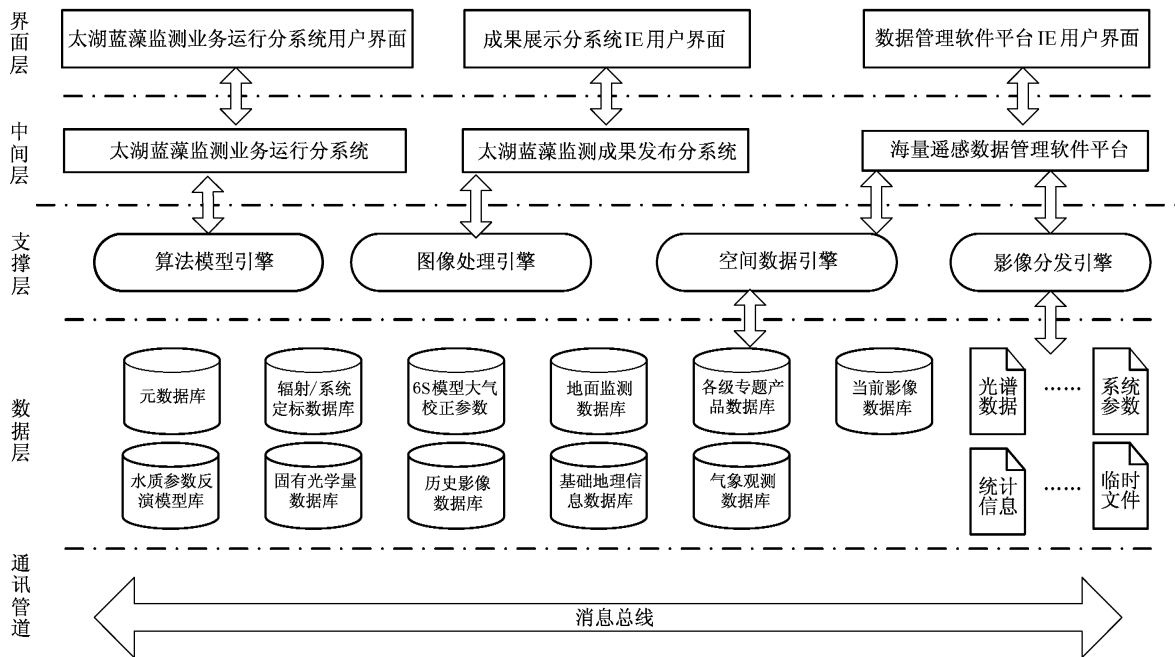 界面层
太湖蓝藻监测业务运行分系统用户界面
成果展示分系统IE用户界面
数据管理软件平台IE用户界面
中间层
太湖蓝藻监测业务运行分系统
太湖蓝藻监测成果发布分系统
海量遥感数据管理软件平台
支撑层
算法模型引擎
图像处理引擎
空间数据引擎
影像分发引擎
数据层
元数据库
辐射/系统
定标数据库
6S模型大气
校正参数
地面监测
数据库
各级专题产
品数据库
当前影像
数据库
光谱
数据
……
系统
参数
水质参数反
演模型库
固有光学量
数据库
历史影像
数据库
基础地理信
息数据库
气象观测
数据库
统计
信息
……
临时
文件
通讯管道
消息总线